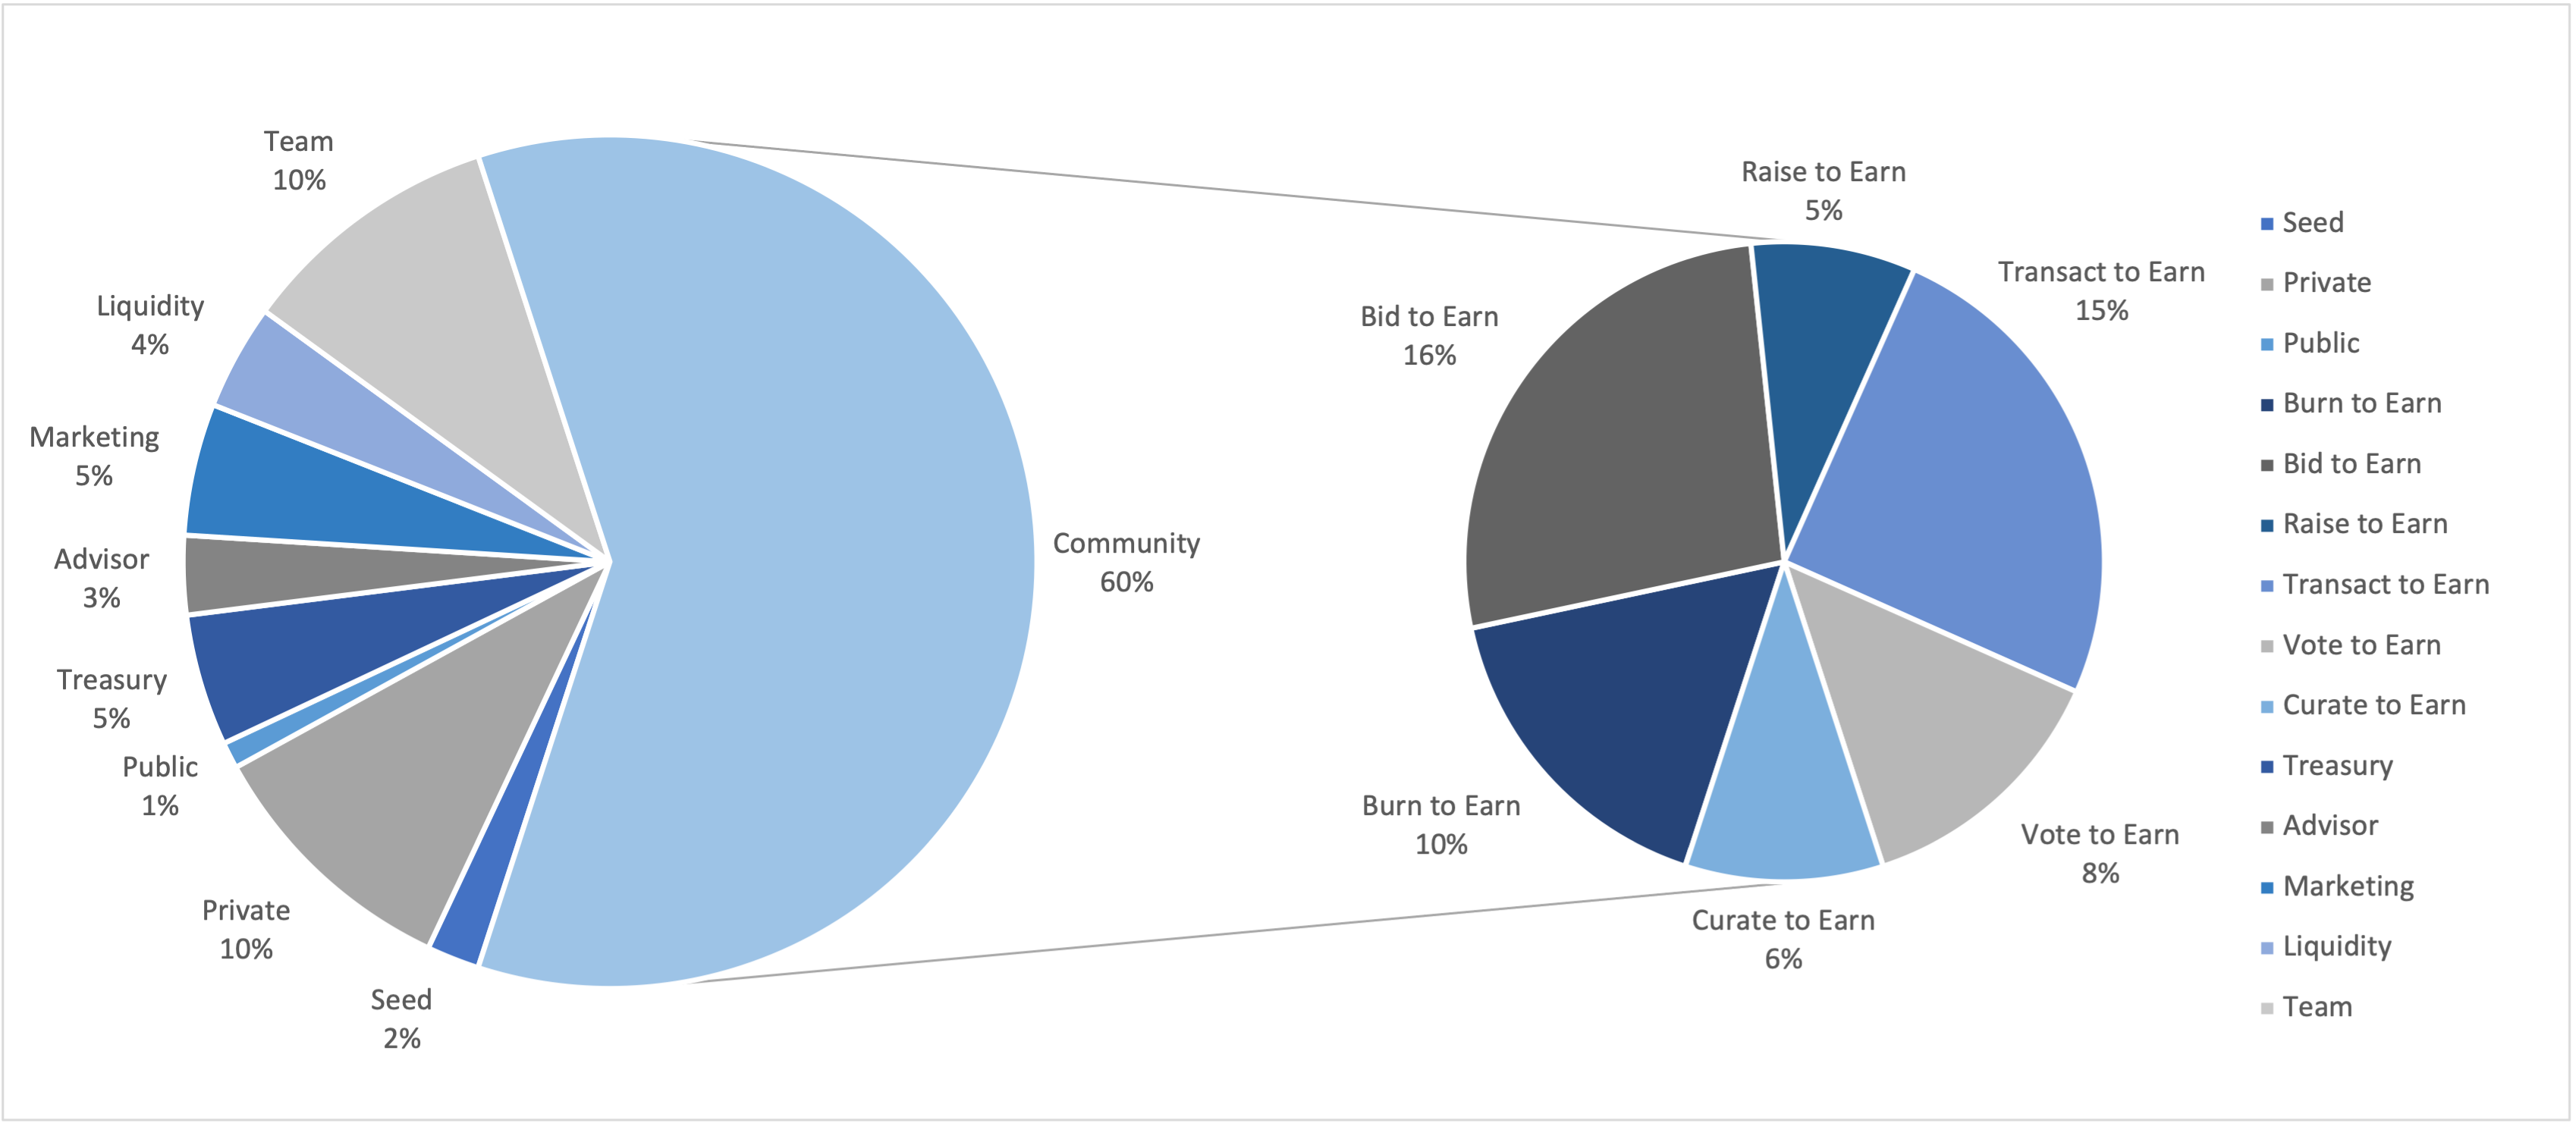 Team
10%
Liquidity
4%
Marketing
5%
Advisor
3%
Treasury
5%
Public
1%
Private
10%
Seed
2%
Community
60%
Raise to Earn
5%
Transact to Earn
15%
Bid to Earn
16%
Burn to Earn
10%
Vote to Earn
8%
Curate to Earn
6%
Seed
Private
Public
Burn to Earn
Bid to Earn
Raise to Earn
Transact to Earn
Vote to Earn
Curate to Earn
Treasury
Advisor
Marketing
Liquidity
Team